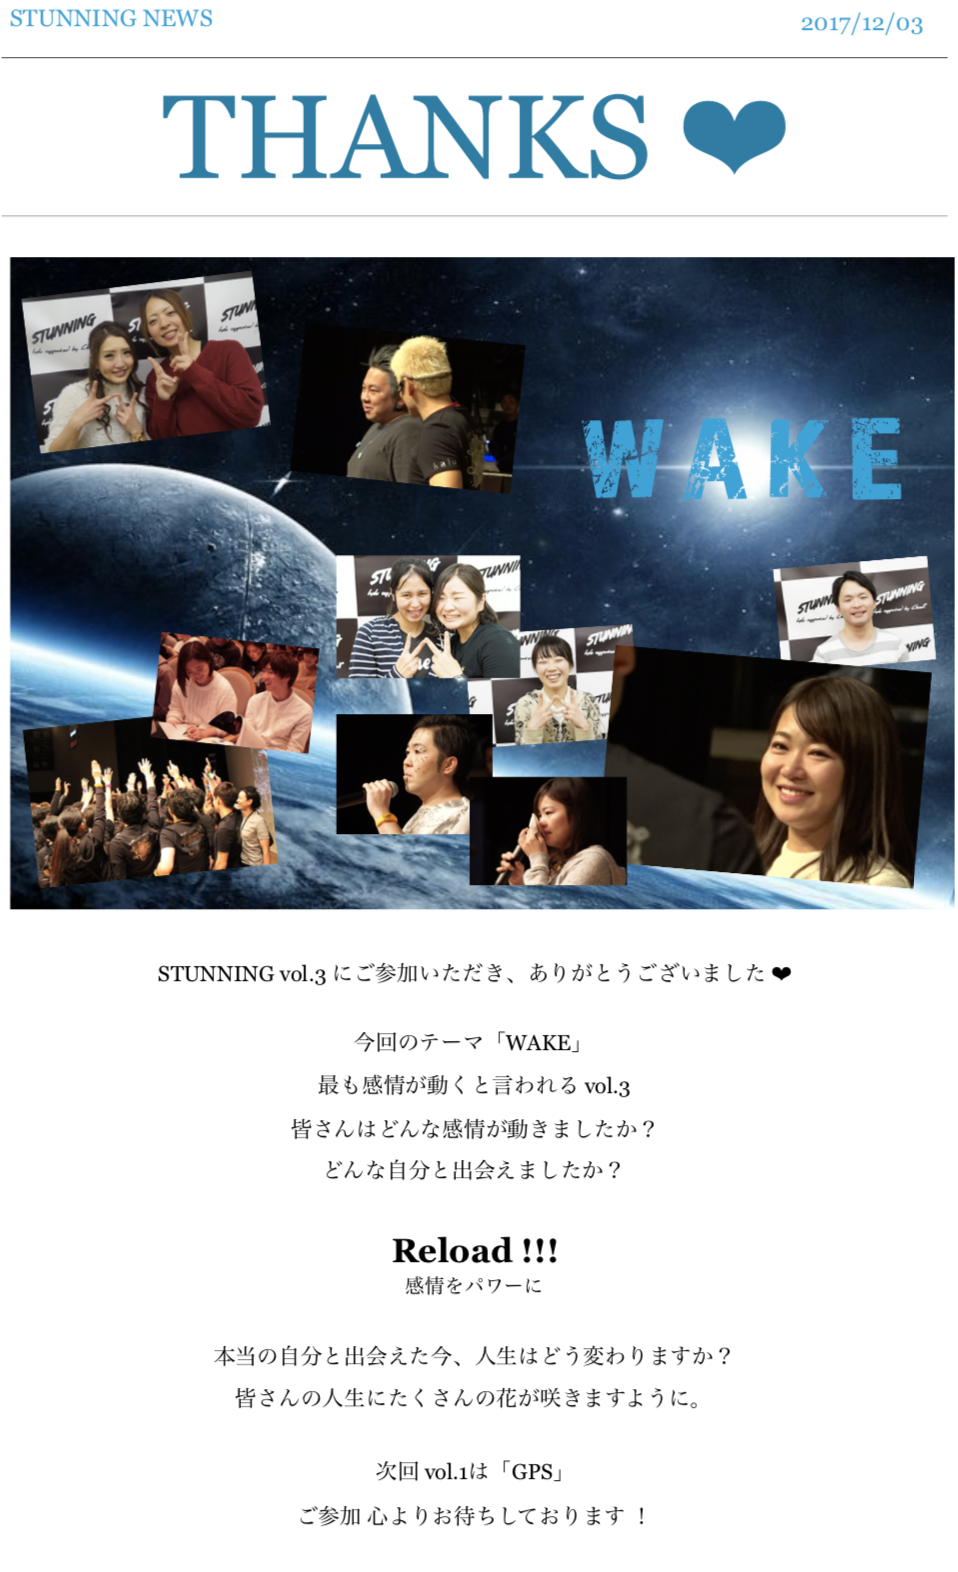 STUNNING NEWS
2017/12/03
THANKS ❤
STUNNING
STUNN
WAKE
STUNNING
STUNNING
STUNNING vol.3 にご参加いただき、ありがとうございました ❤
今回のテーマ「WAKE」
最も感情が動くと言われる vol.3
皆さんはどんな感情が動きましたか？
どんな自分と出会えましたか？
Reload !!!
感情をパワーに
本当の自分と出会えた今、人生はどう変わりますか？
皆さんの人生にたくさんの花が咲きますように。
次回 vol.1は「GPS」
ご参加 心よりお待ちしております ！